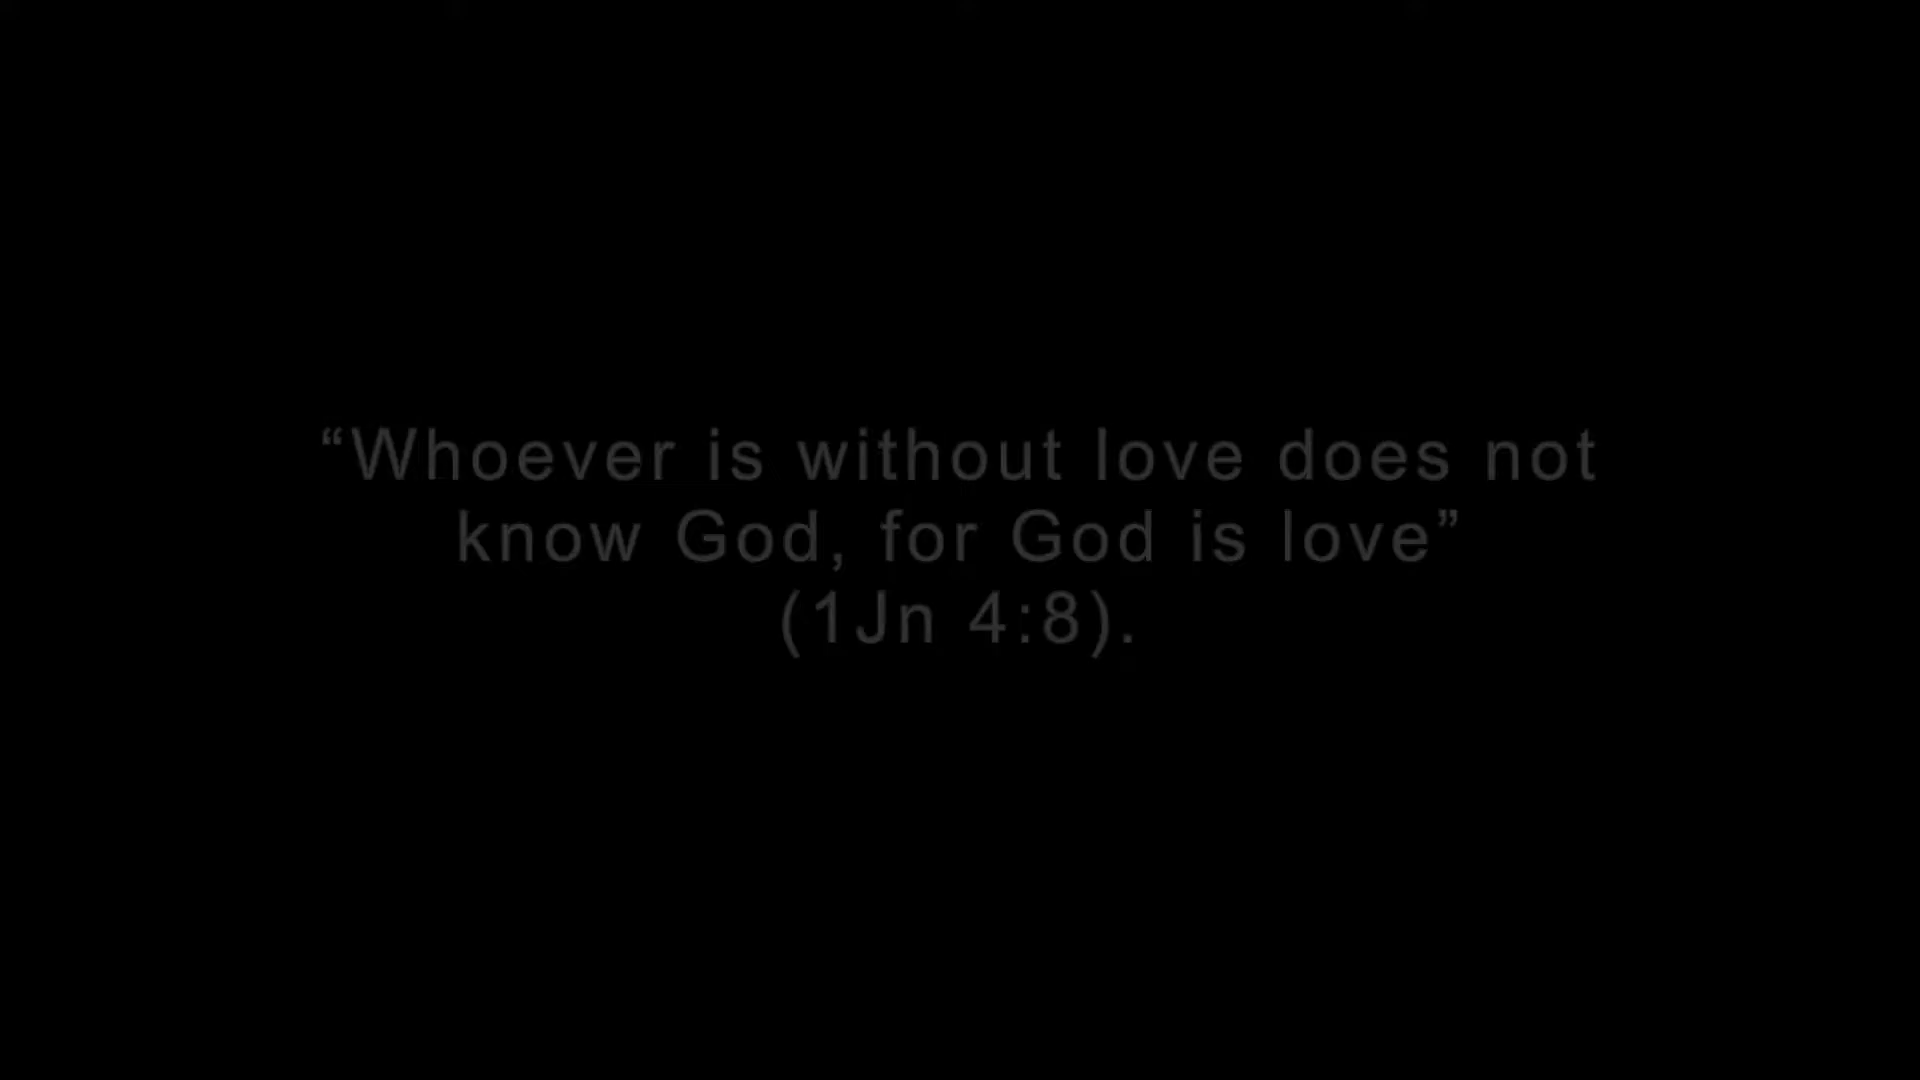 “Whoever is without love does not
know God, for God is love”
(1Jn 4:8).